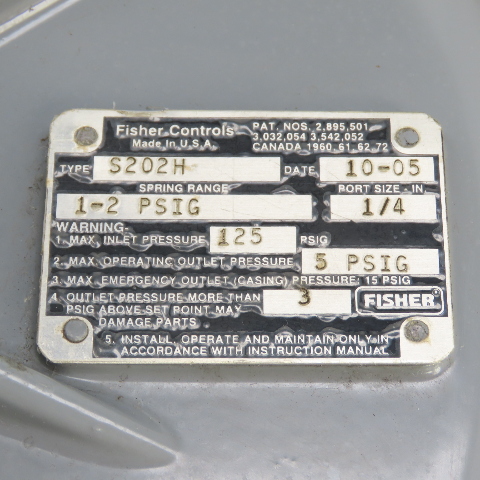 Fisher Controls
Made In U.S.A.
PAT. NOS. 2,895,501
3,032,054 3,542,052
CANADA 1960, 61, 62, 72
TYPE S202H DATE 10-05
SPRING RANGE PORT SIZE - IN.
1-2 PSIG 1/4
WARNING-
1. MAX. INLET PRESSURE 125 PSIG
2. MAX. OPERATING OUTLET PRESSURE 5 PSIG
3. MAX. EMERGENCY OUTLET (CASING) PRESSURE: 15 PSIG
4. OUTLET PRESSURE MORE THAN 3
PSIG ABOVE SET POINT MAY
DAMAGE PARTS
FISHER
5. INSTALL, OPERATE AND MAINTAIN ONLY IN
ACCORDANCE WITH INSTRUCTION MANUAL